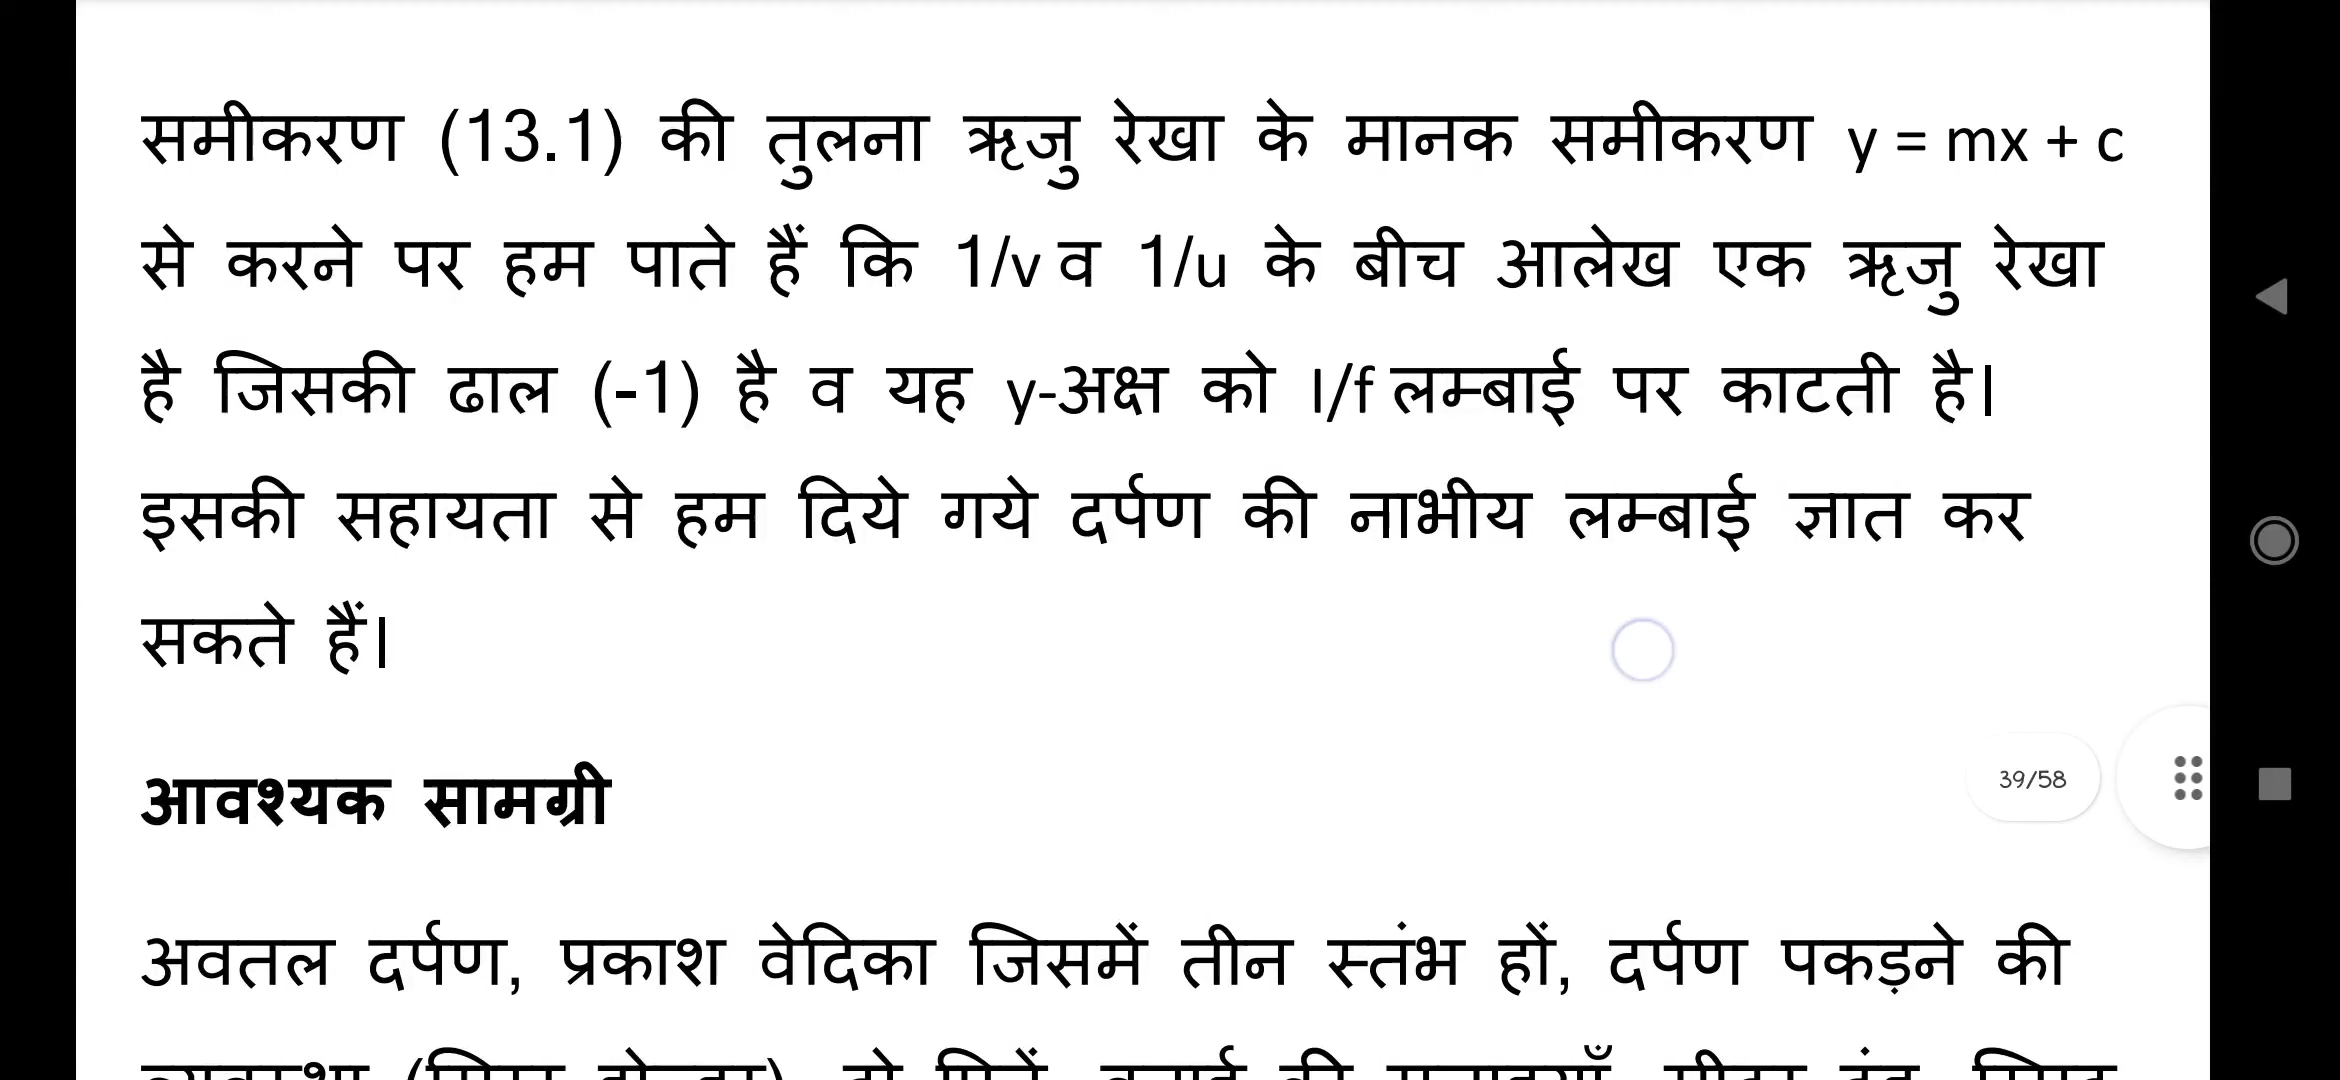 समीकरण (13.1) की तुलना ऋजु रेखा के मानक समीकरण y = mx + c
से करने पर हम पाते हैं कि 1/v व 1/u के बीच आलेख एक ऋजु रेखा
है जिसकी ढाल (-1) है व यह y-अक्ष को I/f लम्बाई पर काटती है।
इसकी सहायता से हम दिये गये दर्पण की नाभीय लम्बाई ज्ञात कर
सकते हैं।
आवश्यक सामग्री
39/58
अवतल दर्पण, प्रकाश वेदिका जिसमें तीन स्तंभ हों, दर्पण पकड़ने की